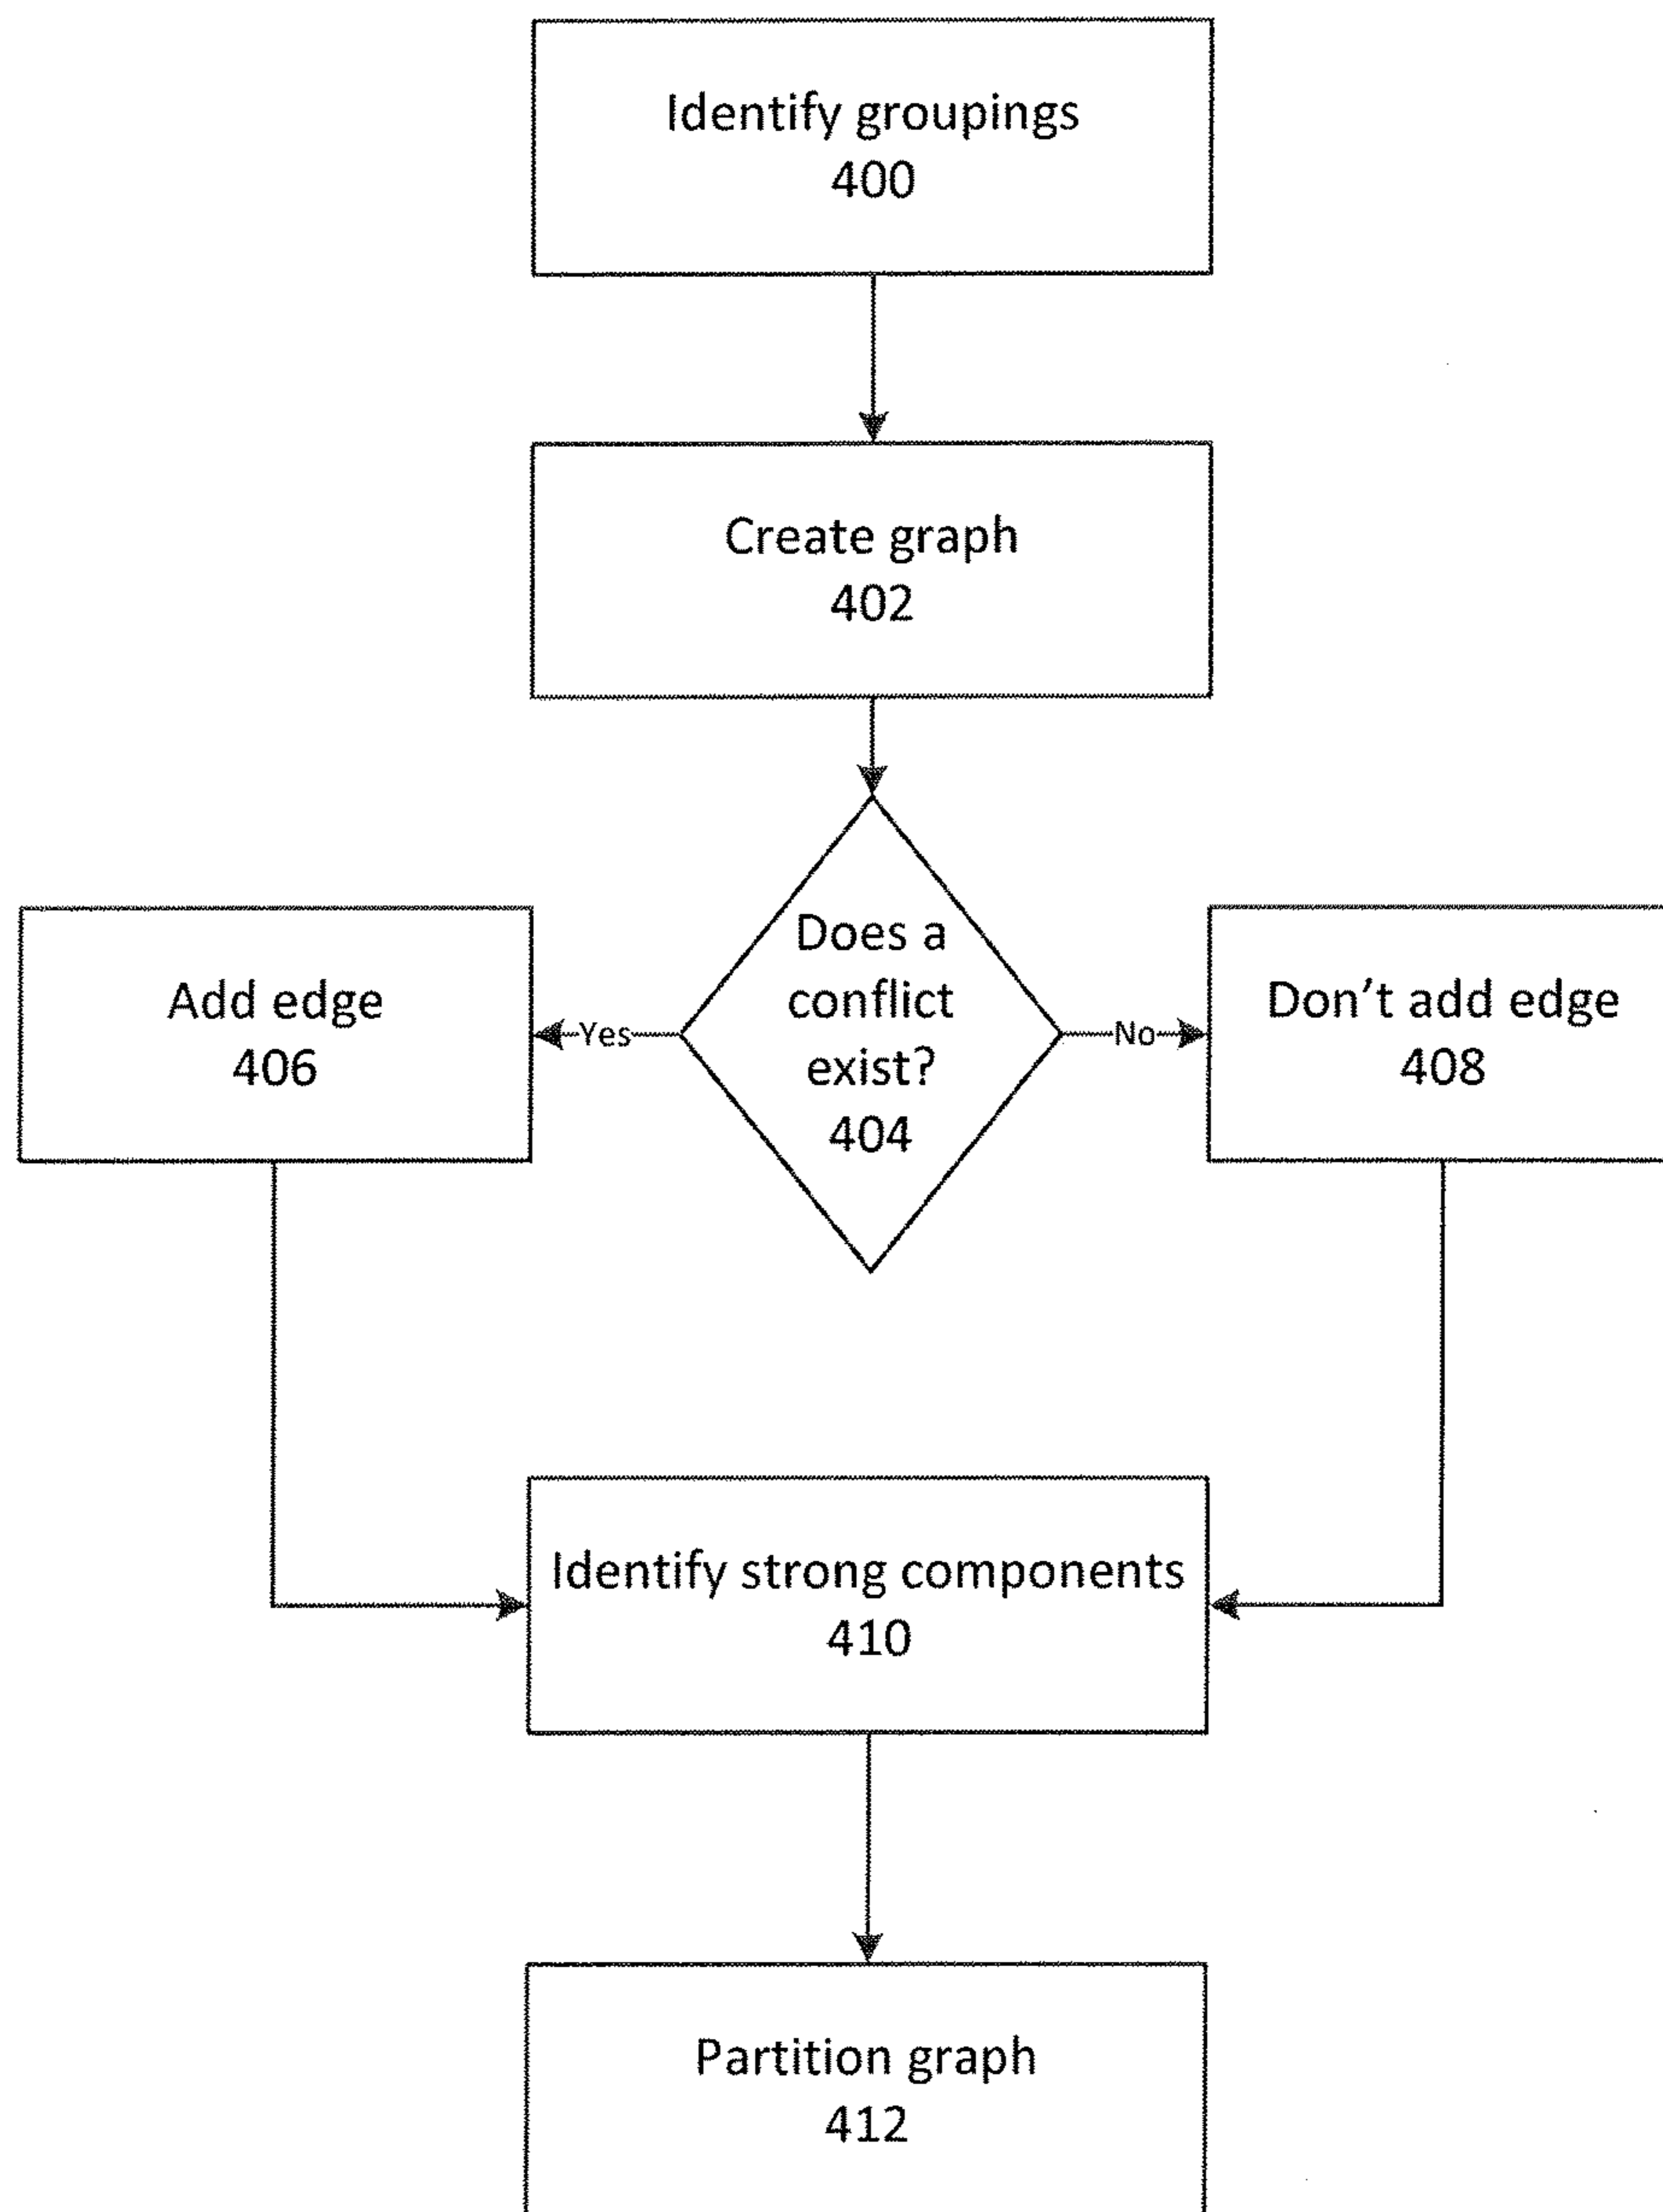 Identify groupings
400
Create graph
402
Does a
conflict
exist?
404
Yes
No
Add edge
406
Don't add edge
408
Identify strong components
410
Partition graph
412